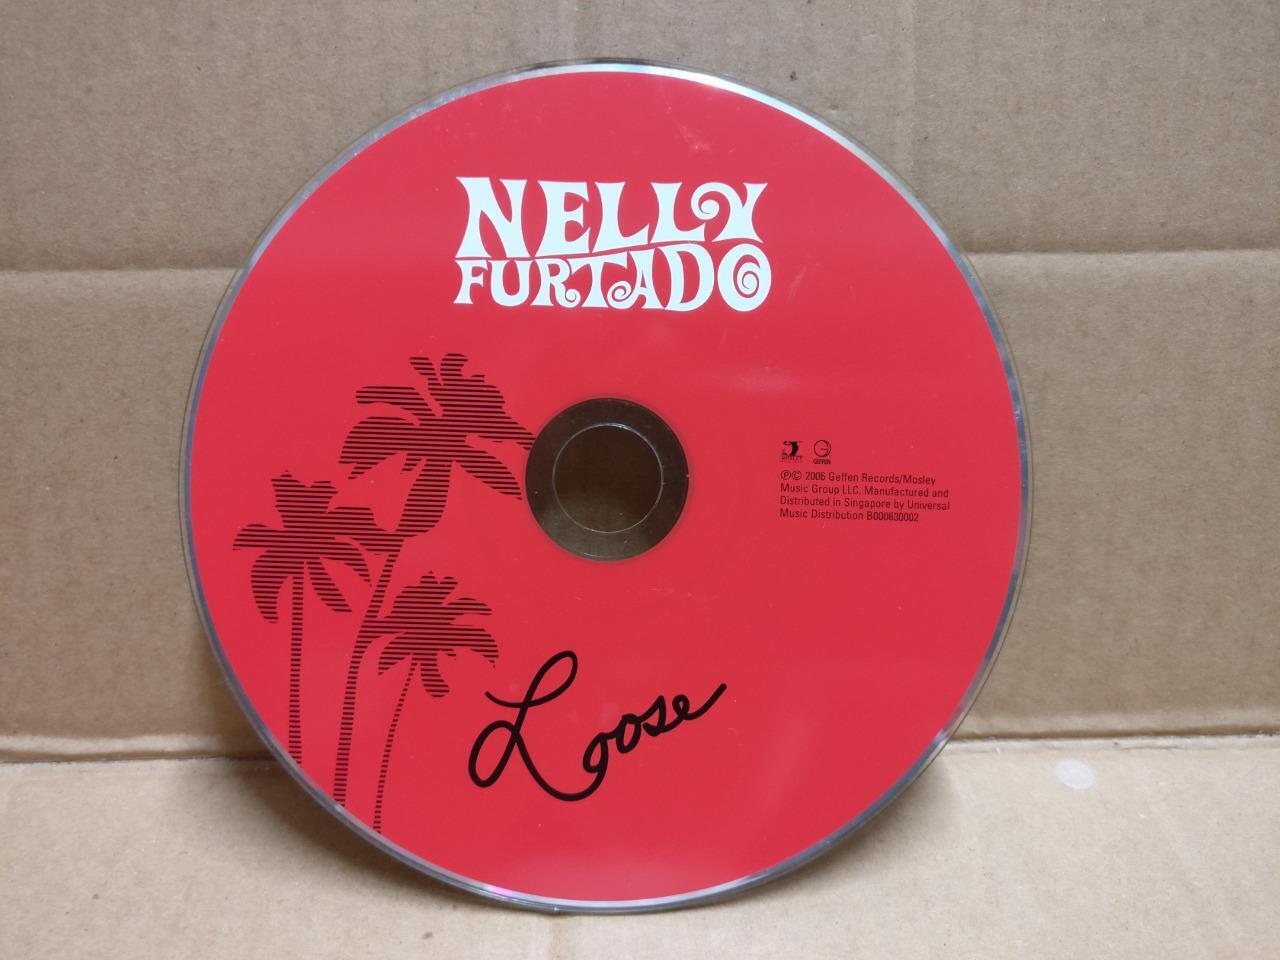 NELLY
FURTADO
GEFFEN
℗© 2006 Geffen Records/Mosley
Music Group LLC. Manufactured and
Distributed in Singapore by Universal
Music Distribution B000630002
Loose